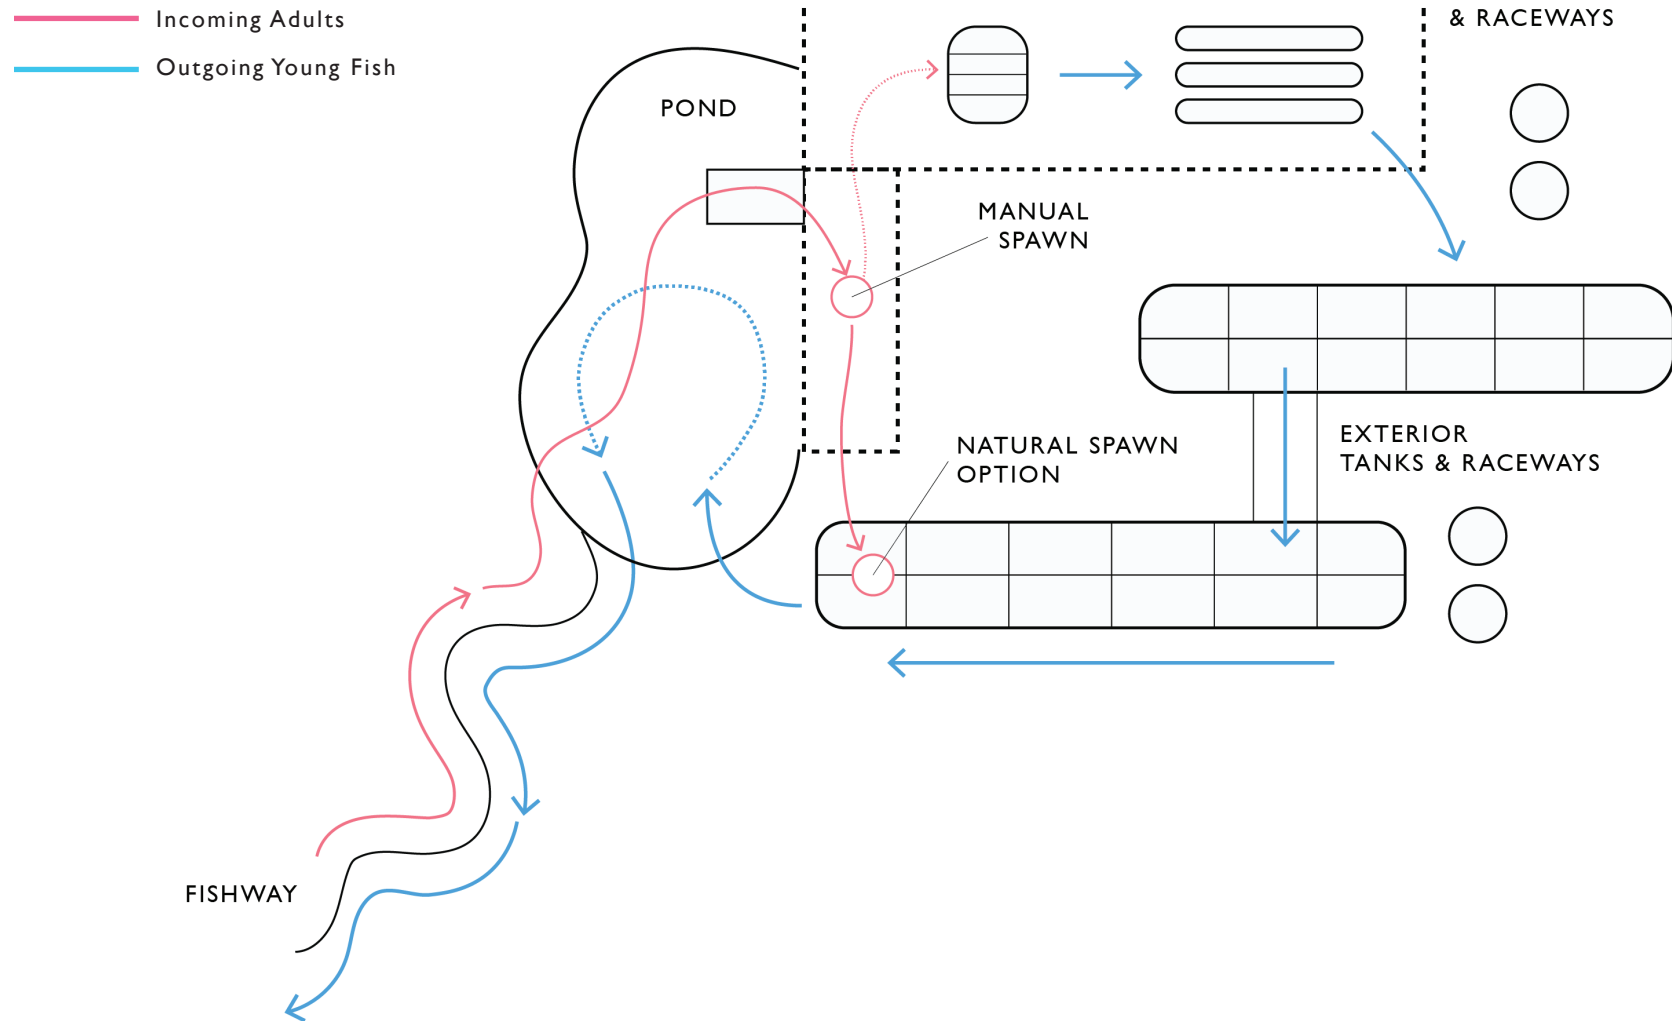 Incoming Adults
Outgoing Young Fish
& RACEWAYS
POND
MANUAL
SPAWN
NATURAL SPAWN
OPTION
EXTERIOR
TANKS & RACEWAYS
FISHWAY